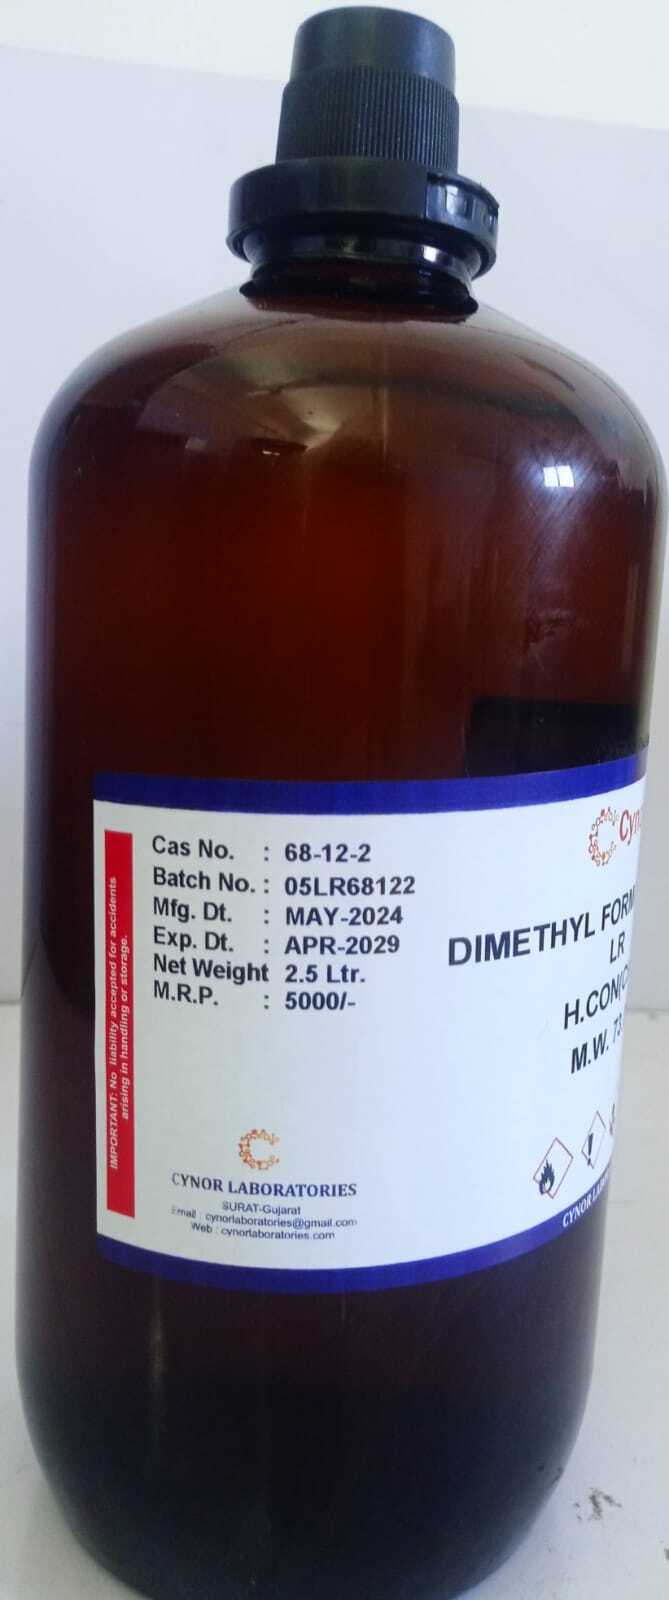 IMPORTANT: No liability accepted for accidents
arising in handling or storage.
Cas No. : 68-12-2
Batch No. : 05LR68122
Mfg. Dt. : MAY-2024
Exp. Dt. : APR-2029
Net Weight 2.5 Ltr.
M.R.P. : 5000/-
CYNOR LABORATORIES
SURAT-Gujarat
Email : cynorlaboratories@gmail.com
Web : cynorlaboratories.com
DIMETHYL
LR
M.W.
CYNOR